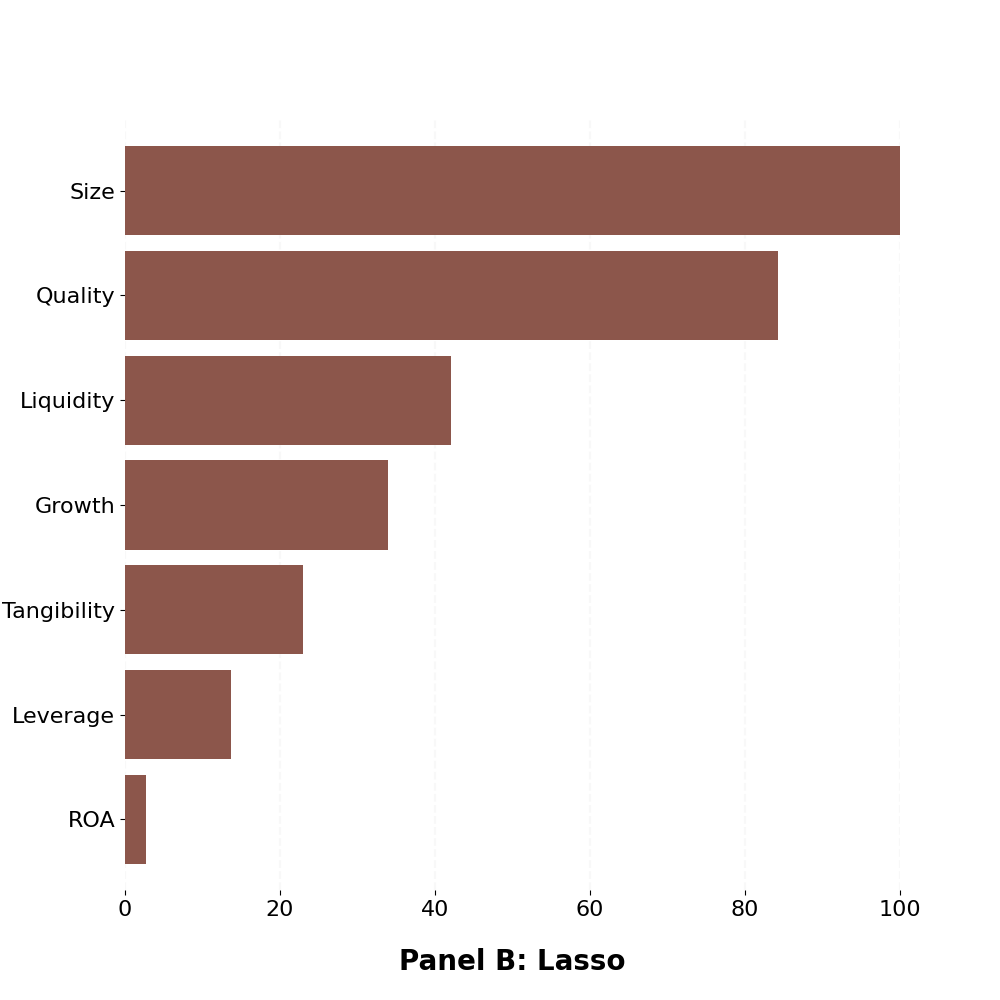 Size
Quality
Liquidity
Growth
Tangibility
Leverage
ROA
0 20 40 60 80 100
Panel B: Lasso